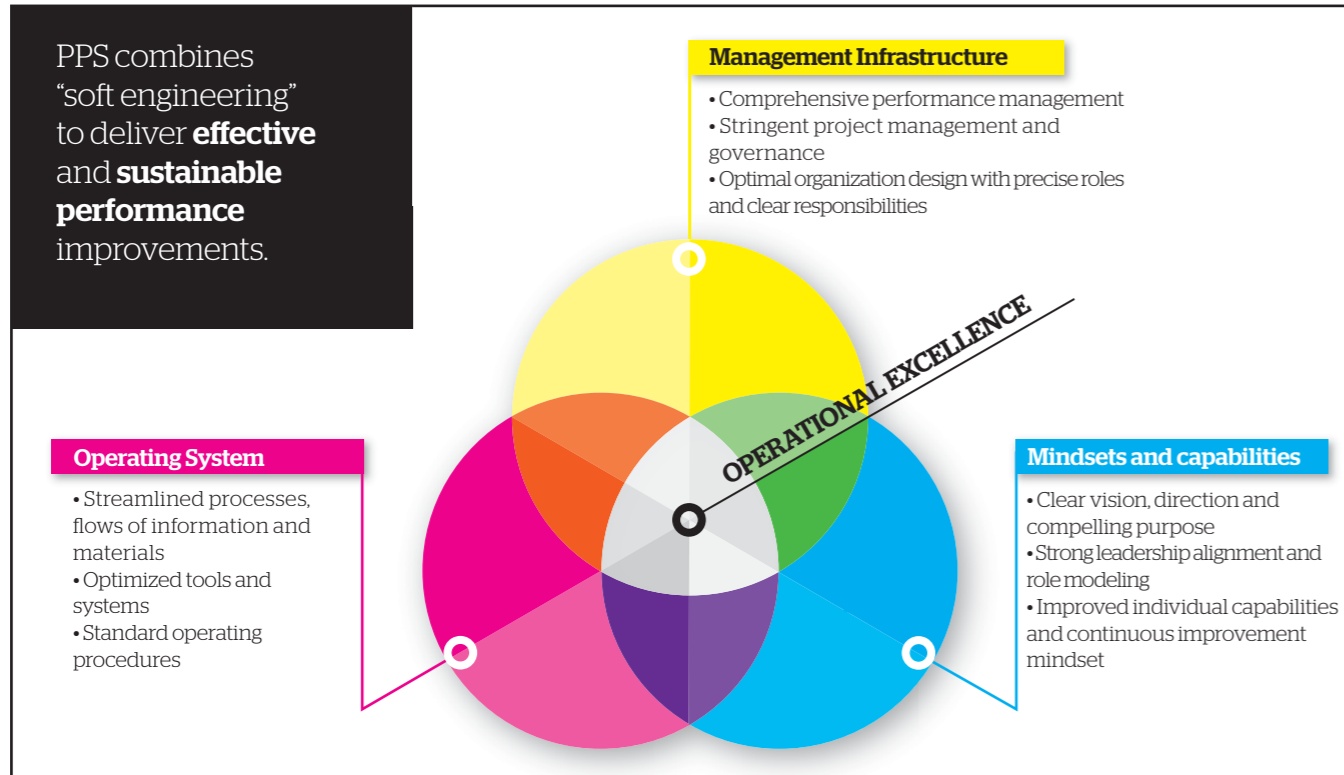 PPS combines
“soft engineering”
to deliver effective
and sustainable
performance
improvements.
Management Infrastructure
• Comprehensive performance management
• Stringent project management and
governance
• Optimal organization design with precise roles
and clear responsibilities
OPERATIONAL EXCELLENCE
Operating System
• Streamlined processes,
flows of information and
materials
• Optimized tools and
systems
• Standard operating
procedures
Mindsets and capabilities
• Clear vision, direction and
compelling purpose
• Strong leadership alignment and
role modeling
• Improved individual capabilities
and continuous improvement
mindset